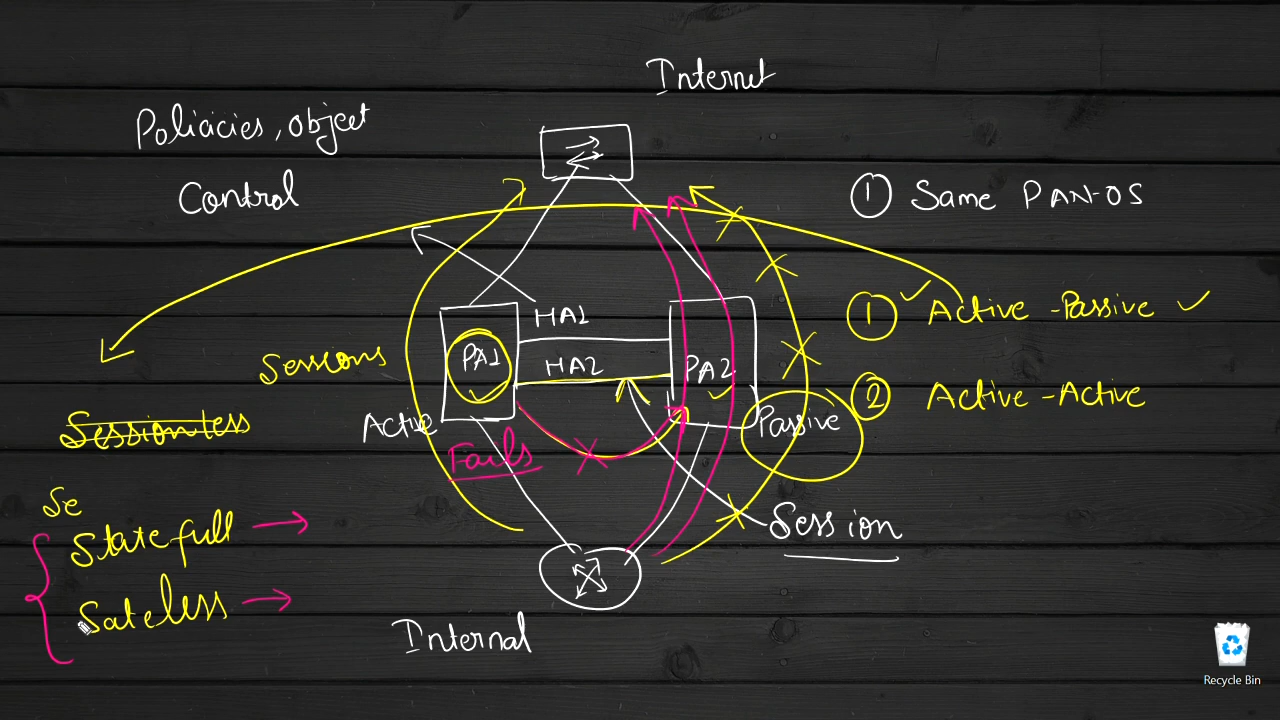 Internet
Policacies, object
Control
① Same PAN-OS
① Active-Passive
② Active-Active
HA1
HA2
PA1
PA2
Sessions
Active
Passive
Sessionless
Fails
Se
Statefull
Sateless
Session
Internal
Recycle Bin